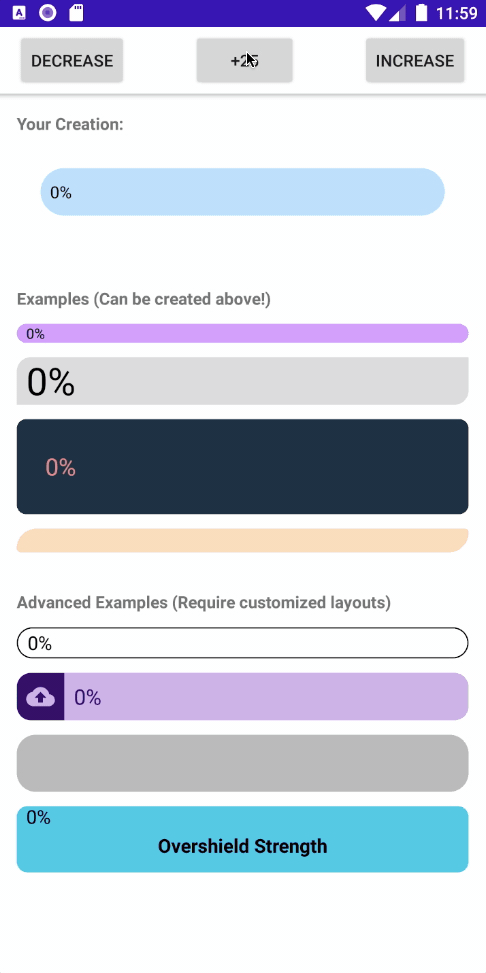 11:59
DECREASE
+25
INCREASE
Your Creation:
0%
Examples (Can be created above!)
0%
0%
0%
Advanced Examples (Require customized layouts)
0%
0%
0%
Overshield Strength